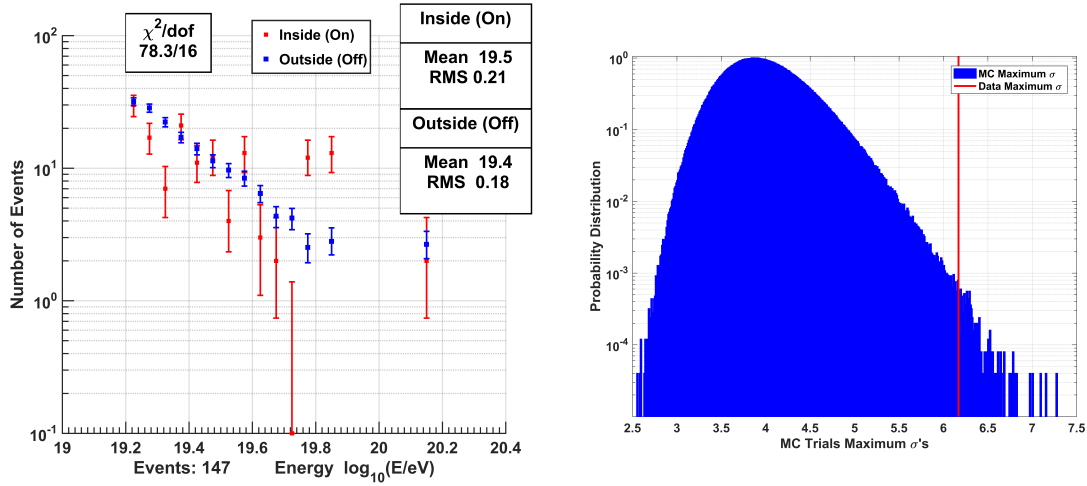 χ²/dof
78.3/16
Inside (On)
Outside (Off)
Inside (On)
Mean 19.5
RMS 0.21
Outside (Off)
Mean 19.4
RMS 0.18
Number of Events
10²
10¹
10⁰
10⁻¹
19 19.2 19.4 19.6 19.8 20 20.2 20.4
Events: 147 Energy log₁₀(E/eV)
MC Maximum σ
Data Maximum σ
Probability Distribution
10⁰
10⁻¹
10⁻²
10⁻³
10⁻⁴
2.5 3 3.5 4 4.5 5 5.5 6 6.5 7 7.5
MC Trials Maximum σ's